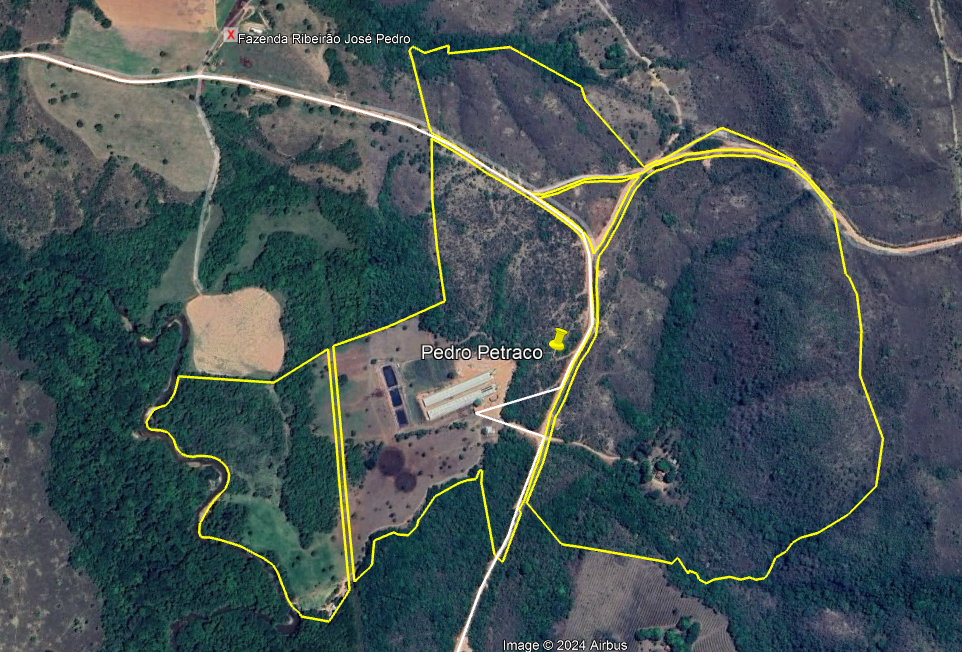 X Fazenda Ribeirão José Pedro
Pedro Petraco
Image © 2024 Airbus